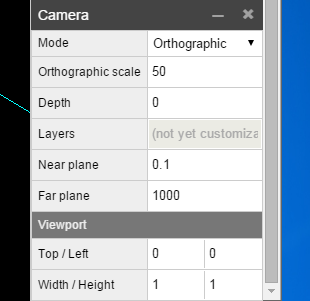 Camera
Mode Orthographic
Orthographic scale 50
Depth 0
Layers (not yet customiza
Near plane 0.1
Far plane 1000
Viewport
Top / Left 0 0
Width / Height 1 1